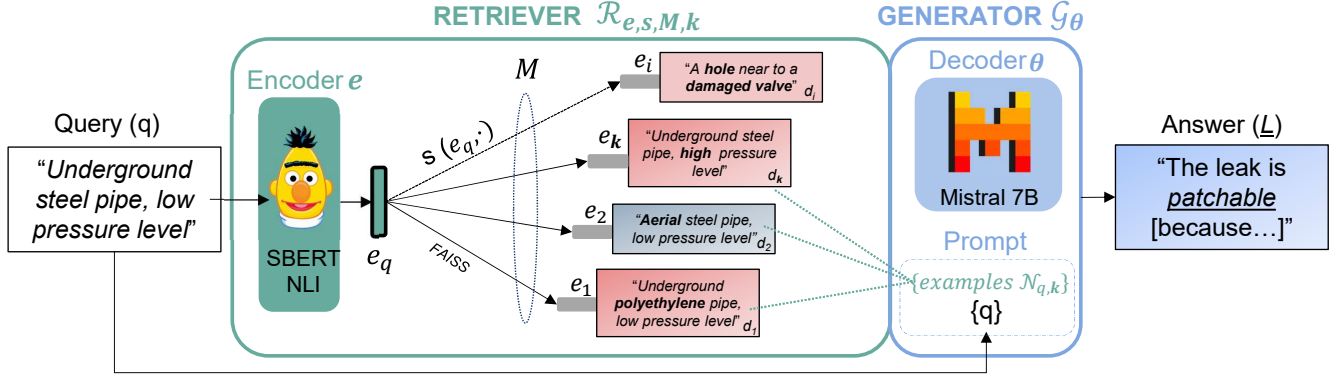 RETRIEVER ℛ𝑒,𝑠,𝑀,𝑘
GENERATOR 𝒢θ
Query (q)
“Underground
steel pipe, low
pressure level”
Encoder e
SBERT
NLI
eq
s (eq,·)
FAISS
M
ei
“A hole near to a
damaged valve” di
ek
“Underground steel
pipe, high pressure
level” dk
e2
“Aerial steel pipe,
low pressure level” d2
e1
“Underground
polyethylene pipe,
low pressure level” d1
Decoder θ
Mistral 7B
Prompt
{examples 𝒩q,k}
{q}
Answer (L)
“The leak is
patchable
[because…]”